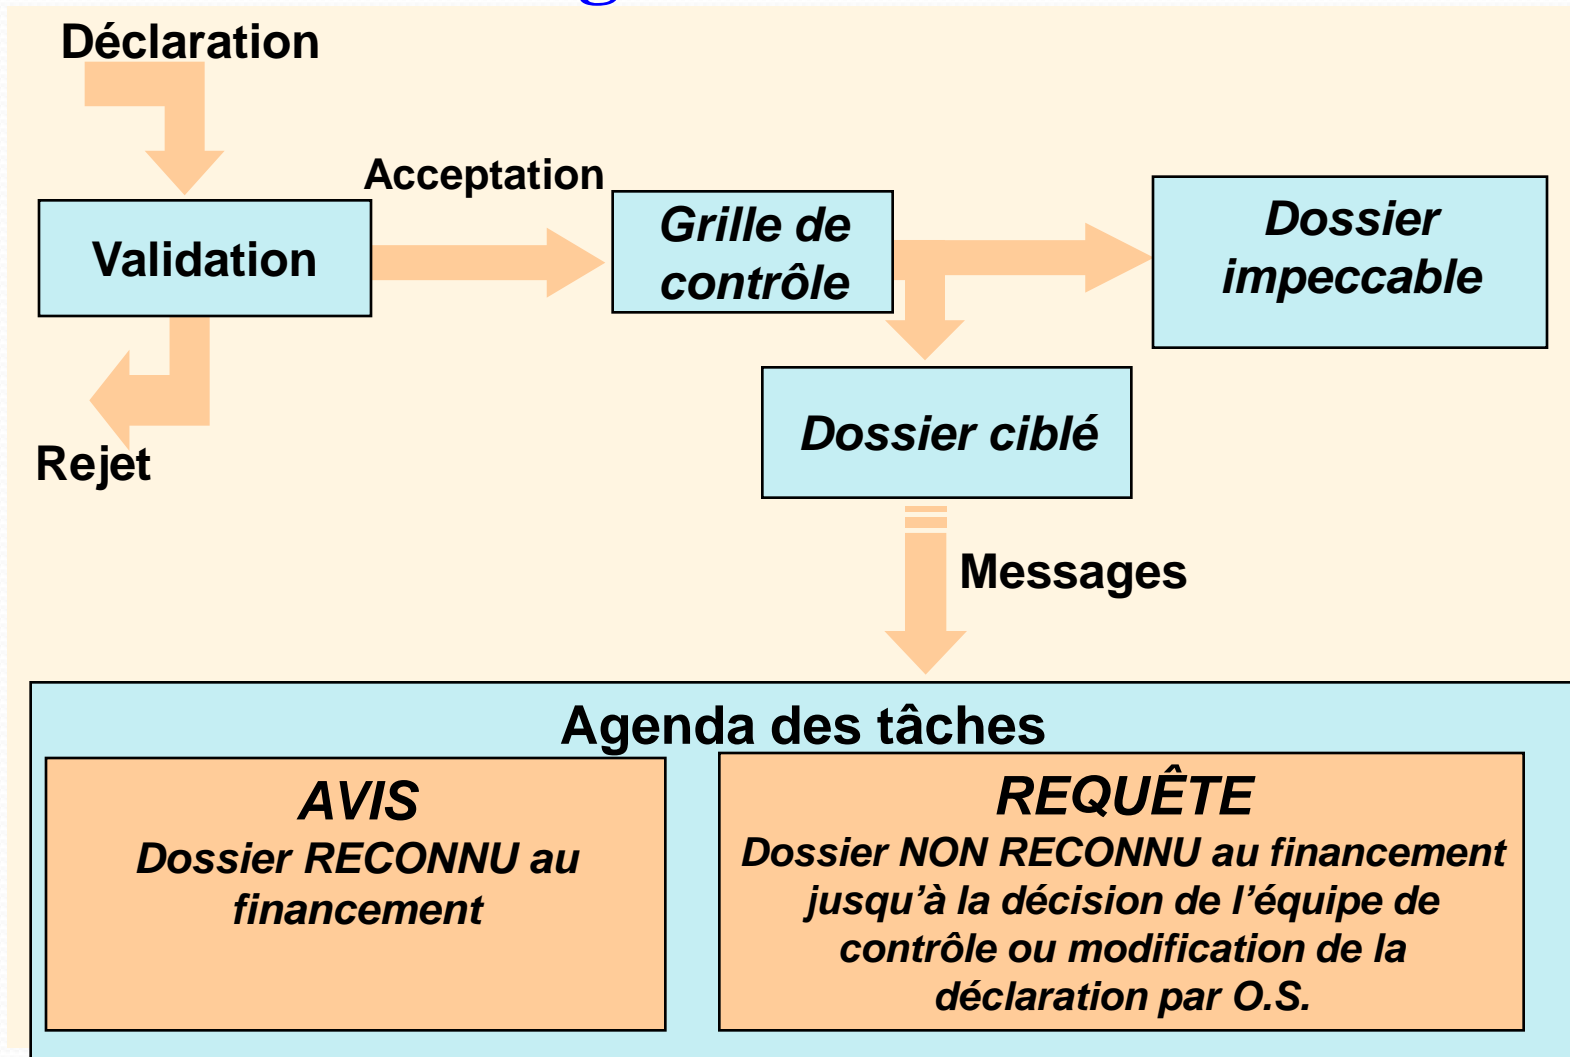 Déclaration
Acceptation
Validation
Grille de
contrôle
Dossier
impeccable
Rejet
Dossier ciblé
Messages
Agenda des tâches
AVIS
Dossier RECONNU au
financement
REQUÊTE
Dossier NON RECONNU au financement
jusqu’à la décision de l’équipe de
contrôle ou modification de la
déclaration par O.S.